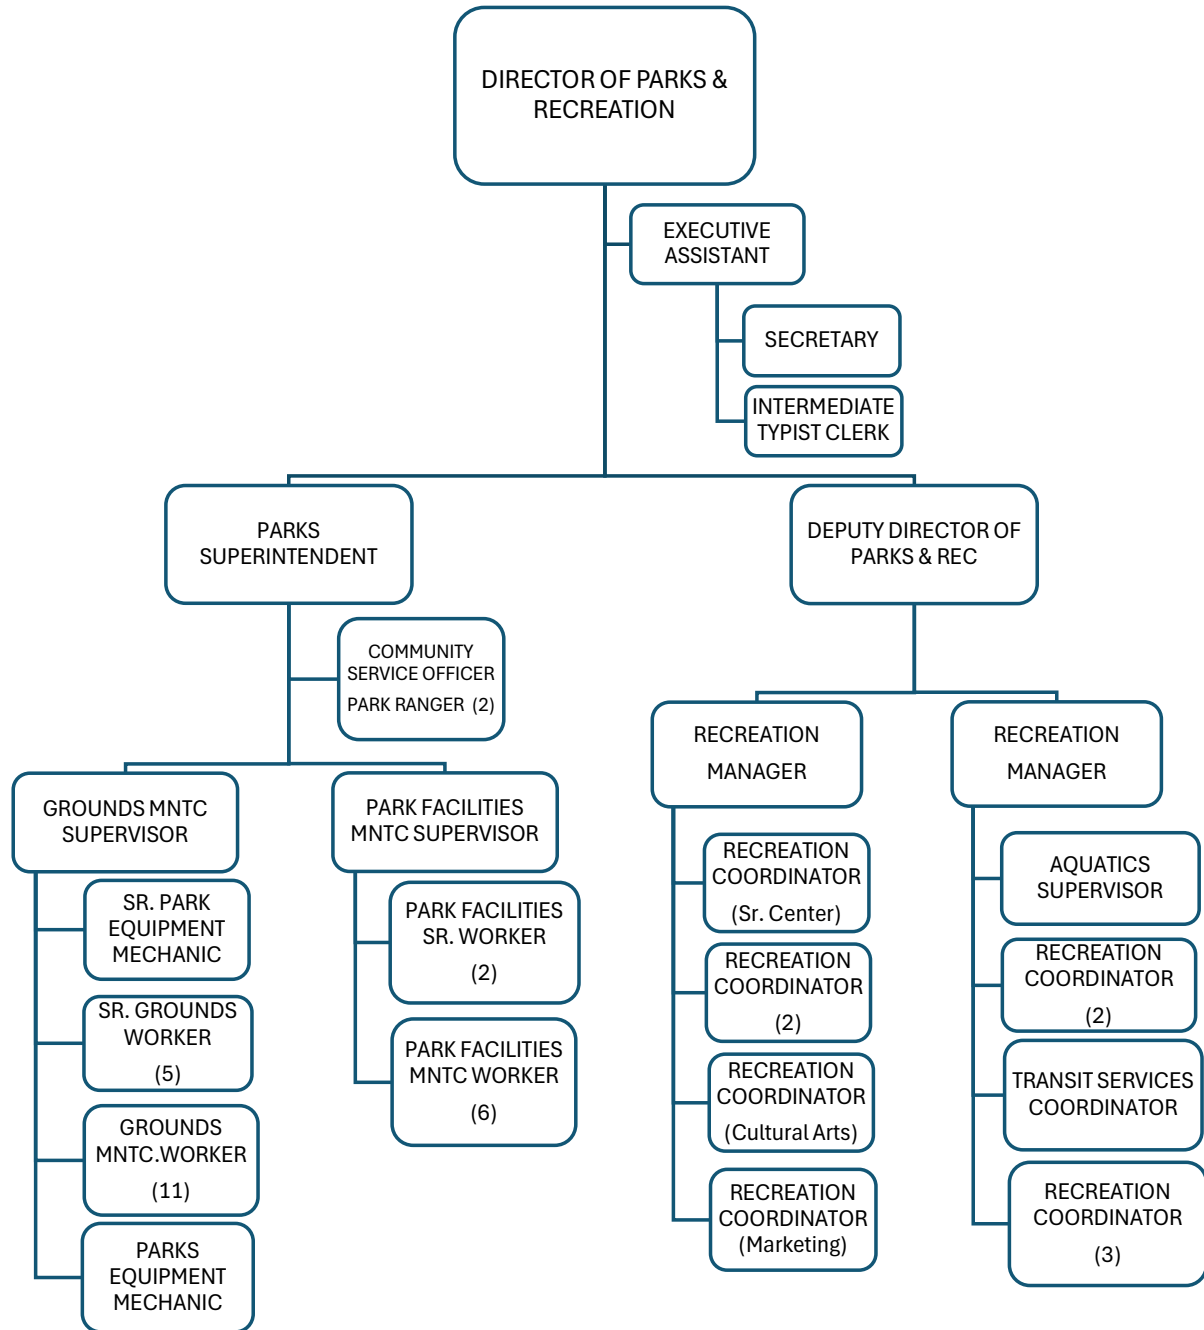 DIRECTOR OF PARKS &
RECREATION
EXECUTIVE
ASSISTANT
SECRETARY
INTERMEDIATE
TYPIST CLERK
PARKS
SUPERINTENDENT
DEPUTY DIRECTOR OF
PARKS & REC
COMMUNITY
SERVICE OFFICER
PARK RANGER (2)
GROUNDS MNTC
SUPERVISOR
SR. PARK
EQUIPMENT
MECHANIC
SR. GROUNDS
WORKER
(5)
GROUNDS
MNTC.WORKER
(11)
PARKS
EQUIPMENT
MECHANIC
PARK FACILITIES
MNTC SUPERVISOR
PARK FACILITIES
SR. WORKER
(2)
PARK FACILITIES
MNTC WORKER
(6)
RECREATION
MANAGER
RECREATION
COORDINATOR
(Sr. Center)
RECREATION
COORDINATOR
(2)
RECREATION
COORDINATOR
(Cultural Arts)
RECREATION
COORDINATOR
(Marketing)
RECREATION
MANAGER
AQUATICS
SUPERVISOR
RECREATION
COORDINATOR
(2)
TRANSIT SERVICES
COORDINATOR
RECREATION
COORDINATOR
(3)